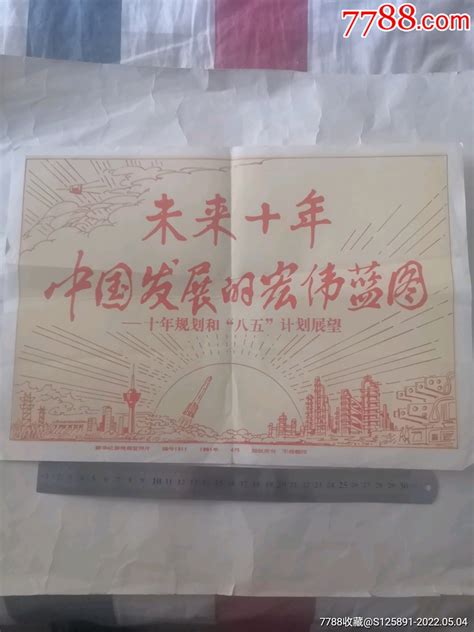 7788.com
未来十年
中国发展的宏伟蓝图
——十年规划和“八五”计划展望
7788收藏@S125891-2022.05.04